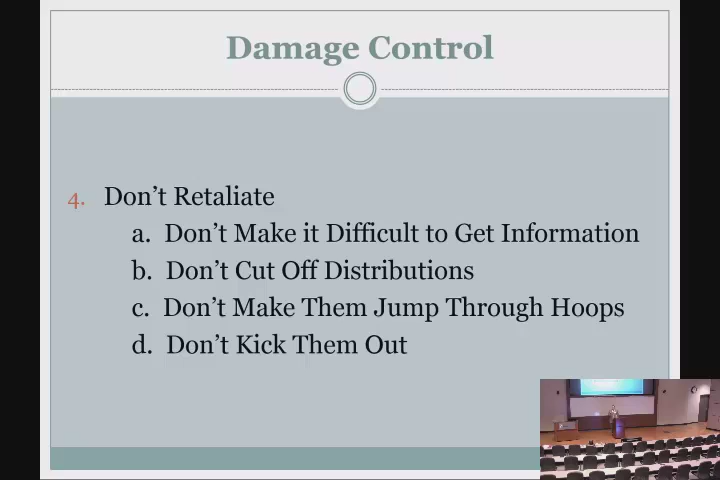 Damage Control
4. Don’t Retaliate
a. Don’t Make it Difficult to Get Information
b. Don’t Cut Off Distributions
c. Don’t Make Them Jump Through Hoops
d. Don’t Kick Them Out